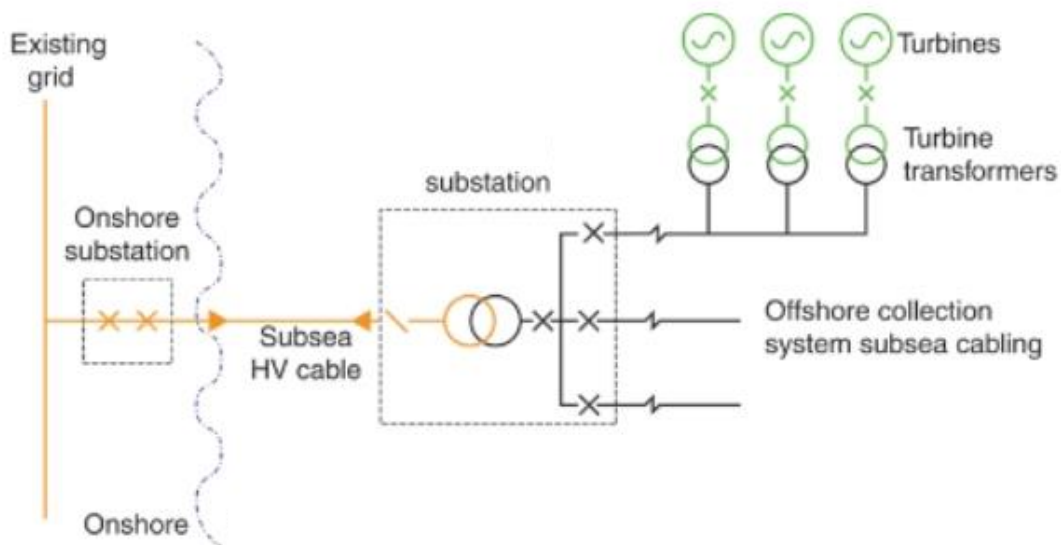 Existing
grid
Turbines
Turbine
transformers
substation
Onshore
substation
Subsea
HV cable
Offshore collection
system subsea cabling
Onshore